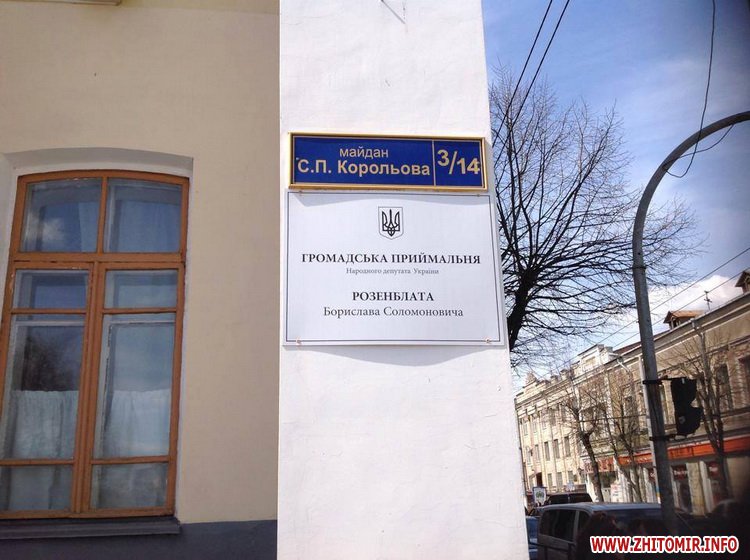 майдан
С.П. Корольова
3/14
ГРОМАДСЬКА ПРИЙМАЛЬНЯ
Народного депутата України
РОЗЕНБЛАТА
Борислава Соломоновича
WWW.ZHITOMIR.INFO